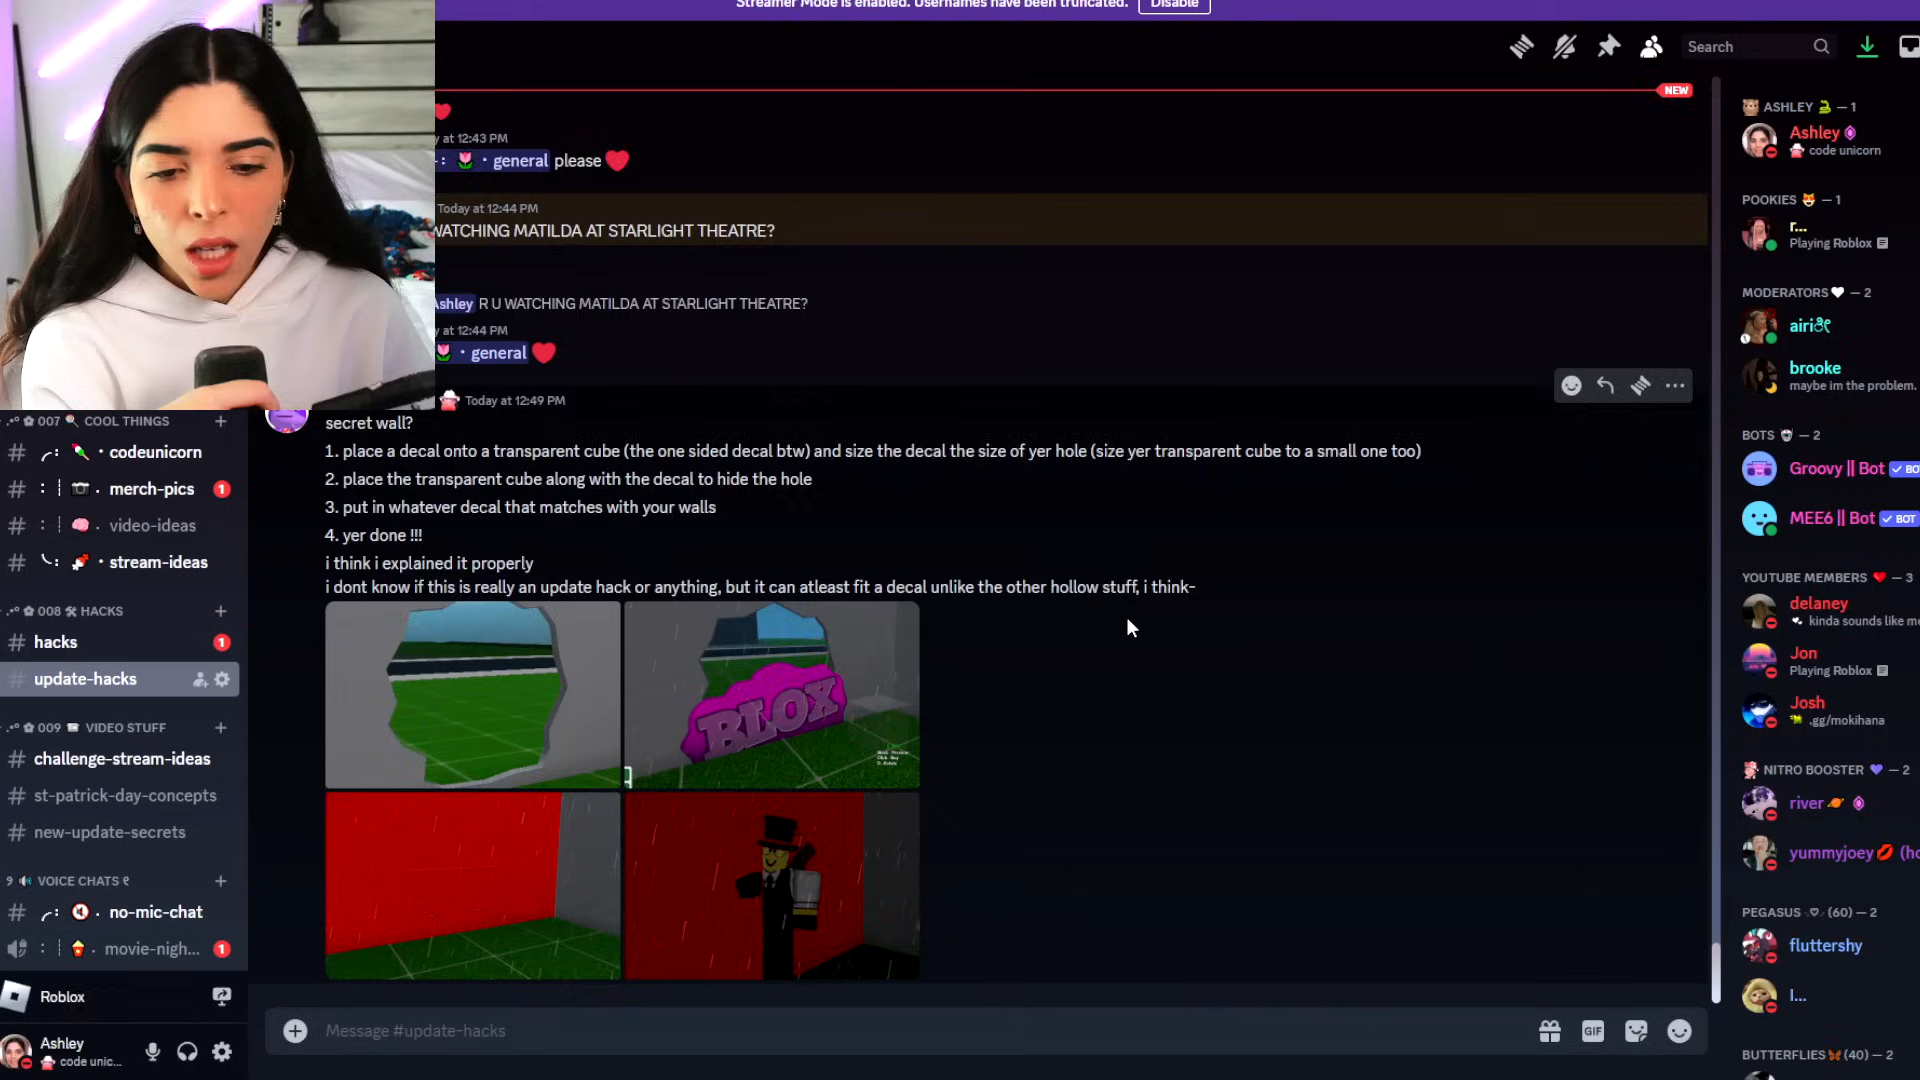 Streamer Mode is enabled. Usernames have been truncated. Disable
Search
NEW
y at 12:43 PM
general please
Today at 12:44 PM
WATCHING MATILDA AT STARLIGHT THEATRE?
Ashley R U WATCHING MATILDA AT STARLIGHT THEATRE?
y at 12:44 PM
general
Today at 12:49 PM
secret wall?
1. place a decal onto a transparent cube (the one sided decal btw) and size the decal the size of yer hole (size yer transparent cube to a small one too)
2. place the transparent cube along with the decal to hide the hole
3. put in whatever decal that matches with your walls
4. yer done !!!
i think i explained it properly
i dont know if this is really an update hack or anything, but it can atleast fit a decal unlike the other hollow stuff, i think-
BLOX
Message #update-hacks
GIF
007 COOL THINGS
codeunicorn
merch-pics 1
video-ideas
stream-ideas
008 HACKS
hacks 1
update-hacks
009 VIDEO STUFF
challenge-stream-ideas
st-patrick-day-concepts
new-update-secrets
VOICE CHATS
no-mic-chat
movie-nigh... 1
Roblox
Ashley
code unic...
ASHLEY — 1
Ashley
code unicorn
POOKIES — 1
r...
Playing Roblox
MODERATORS — 2
airi
brooke
maybe im the problem.
BOTS — 2
Groovy || Bot BO
MEE6 || Bot BOT
YOUTUBE MEMBERS — 3
delaney
kinda sounds like me
Jon
Playing Roblox
Josh
.gg/mokihana
NITRO BOOSTER — 2
river
yummyjoey (ho
PEGASUS (60) — 2
fluttershy
l...
BUTTERFLIES (40) — 2